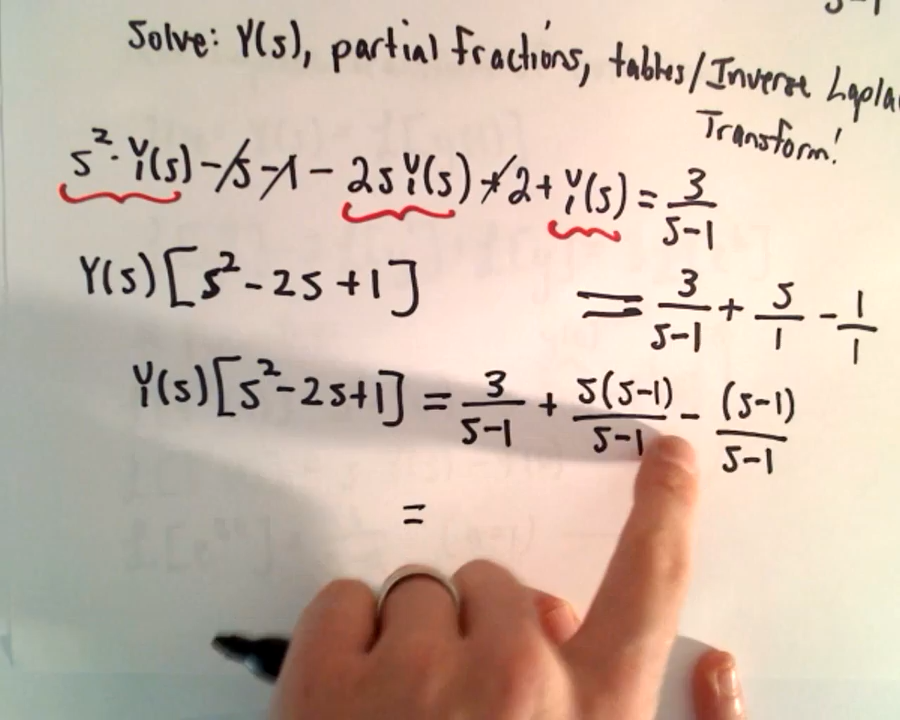 s-1
Solve: Y(s), partial fractions, tables/Inverse Lapla
Transform!
s²·Y(s) - s - 1 - 2sY(s) + 2 + Y(s) = 3/(s-1)
Y(s)[s² - 2s + 1] = 3/(s-1) + s/1 - 1/1
Y(s)[s² - 2s + 1] = 3/(s-1) + s(s-1)/(s-1) - (s-1)/(s-1)
=